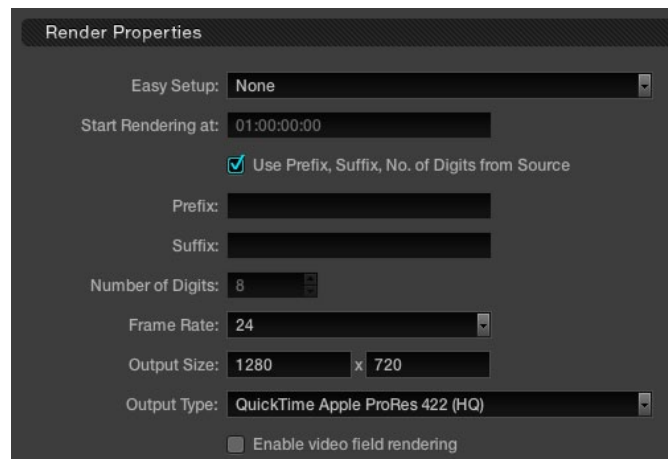 Render Properties
Easy Setup: None
Start Rendering at: 01:00:00:00
Use Prefix, Suffix, No. of Digits from Source
Prefix:
Suffix:
Number of Digits: 8
Frame Rate: 24
Output Size: 1280 x 720
Output Type: QuickTime Apple ProRes 422 (HQ)
Enable video field rendering